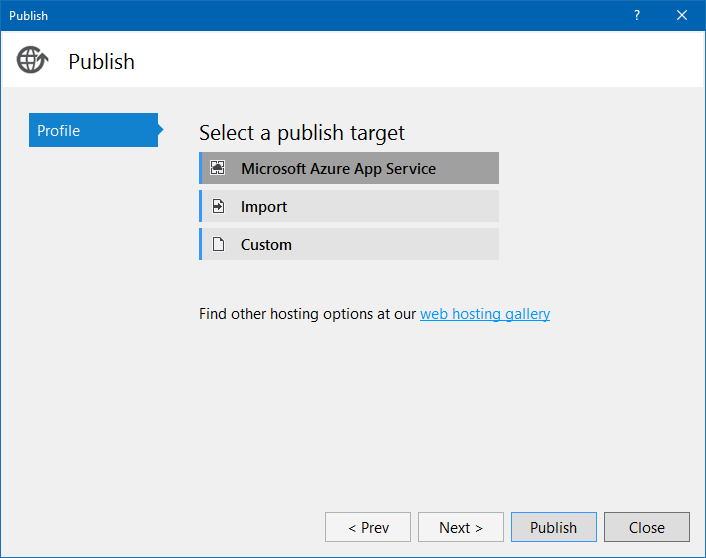 Publish
?
Publish
Profile
Select a publish target
Microsoft Azure App Service
Import
Custom
Find other hosting options at our web hosting gallery
< Prev
Next >
Publish
Close